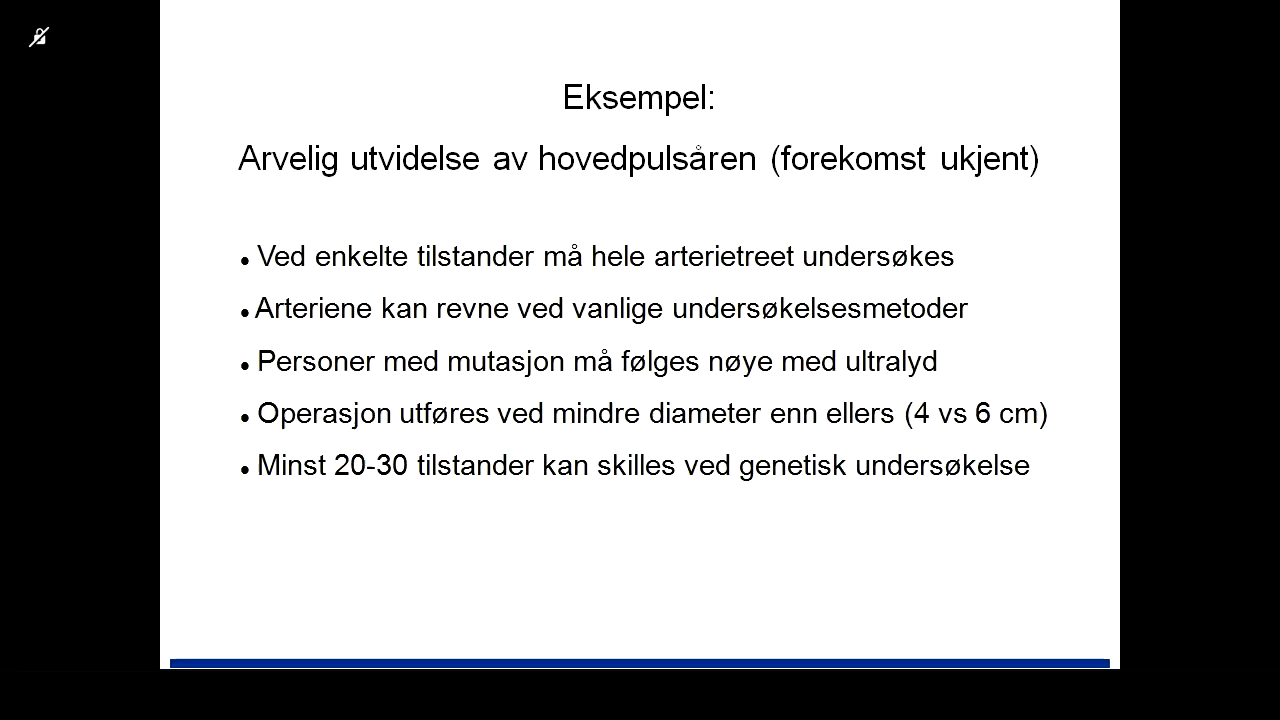 Eksempel:
Arvelig utvidelse av hovedpulsåren (forekomst ukjent)
• Ved enkelte tilstander må hele arterietreet undersøkes
• Arteriene kan revne ved vanlige undersøkelsesmetoder
• Personer med mutasjon må følges nøye med ultralyd
• Operasjon utføres ved mindre diameter enn ellers (4 vs 6 cm)
• Minst 20-30 tilstander kan skilles ved genetisk undersøkelse